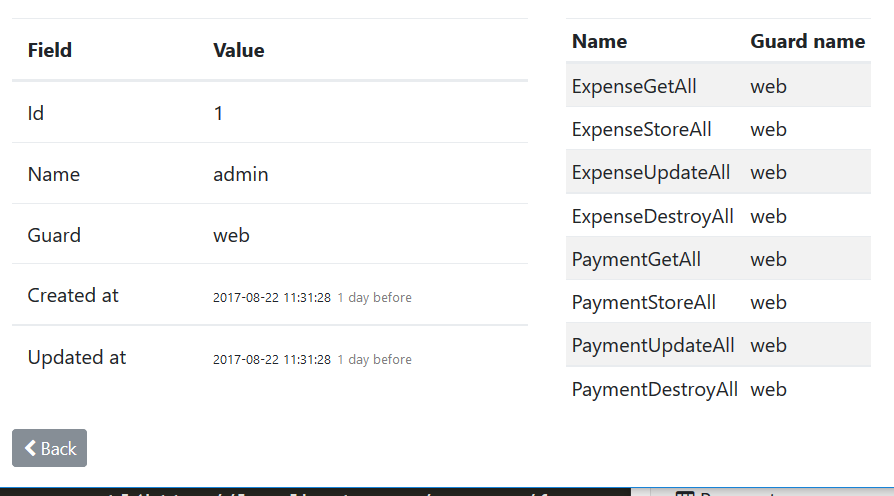 Field Value
Id 1
Name admin
Guard web
Created at 2017-08-22 11:31:28 1 day before
Updated at 2017-08-22 11:31:28 1 day before
Back
Name Guard name
ExpenseGetAll web
ExpenseStoreAll web
ExpenseUpdateAll web
ExpenseDestroyAll web
PaymentGetAll web
PaymentStoreAll web
PaymentUpdateAll web
PaymentDestroyAll web